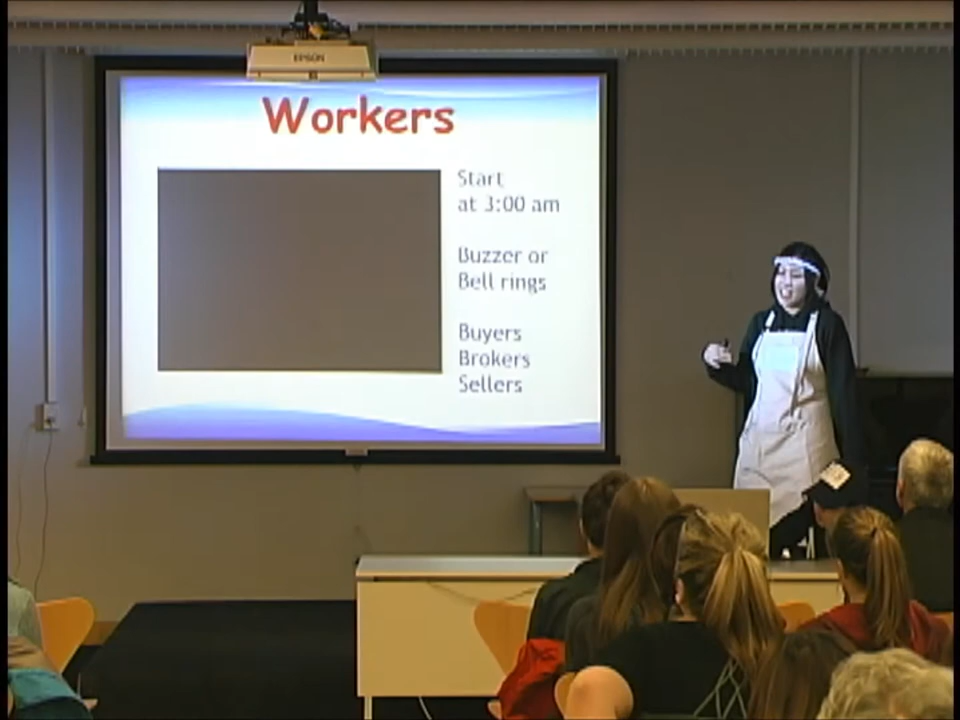 EPSON
Workers
Start
at 3:00 am
Buzzer or
Bell rings
Buyers
Brokers
Sellers